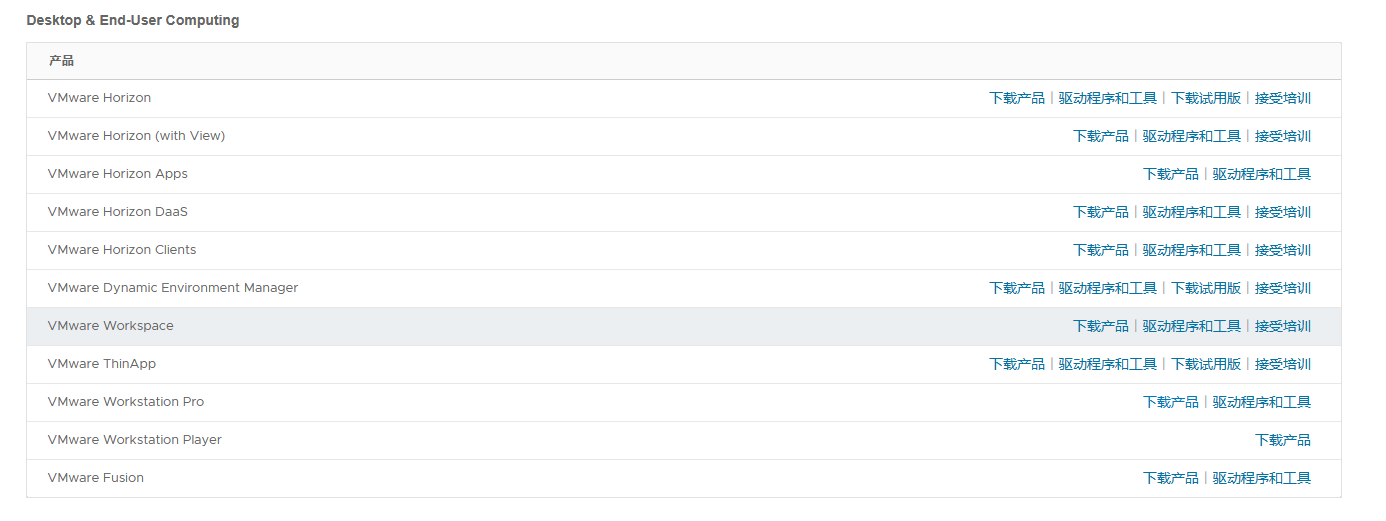 Desktop & End-User Computing
产品
VMware Horizon 下载产品 | 驱动程序和工具 | 下载试用版 | 接受培训
VMware Horizon (with View) 下载产品 | 驱动程序和工具 | 接受培训
VMware Horizon Apps 下载产品 | 驱动程序和工具
VMware Horizon DaaS 下载产品 | 驱动程序和工具 | 接受培训
VMware Horizon Clients 下载产品 | 驱动程序和工具 | 接受培训
VMware Dynamic Environment Manager 下载产品 | 驱动程序和工具 | 下载试用版 | 接受培训
VMware Workspace 下载产品 | 驱动程序和工具 | 接受培训
VMware ThinApp 下载产品 | 驱动程序和工具 | 下载试用版 | 接受培训
VMware Workstation Pro 下载产品 | 驱动程序和工具
VMware Workstation Player 下载产品
VMware Fusion 下载产品 | 驱动程序和工具